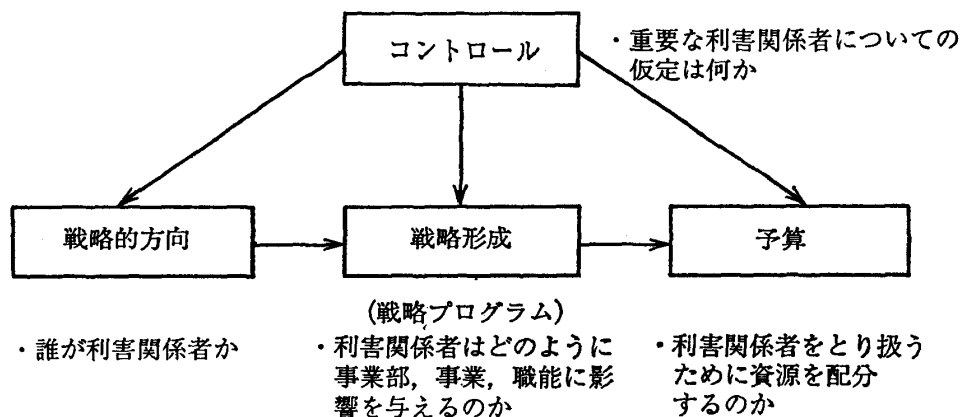 コントロール
・重要な利害関係者についての
仮定は何か
戦略的方向
戦略形成
予算
(戦略プログラム)
・誰が利害関係者か
・利害関係者はどのように
事業部，事業，職能に影
響を与えるのか
・利害関係者をとり扱う
ために資源を配分
するのか